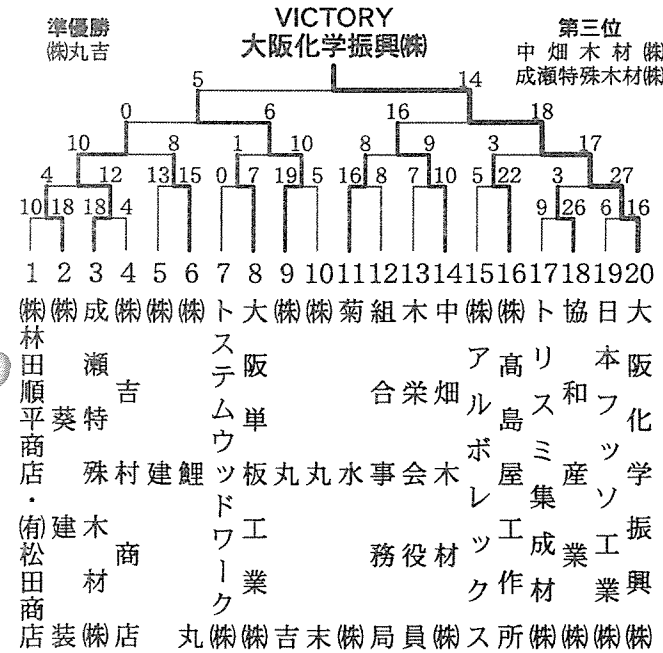 準優勝
㈱丸吉
VICTORY
大阪化学振興㈱
第三位
中畑木材㈱
成瀬特殊木材㈱
5 14
0 6 16 18
10 8 1 10 8 9 3 17
4 12 13 15 0 7 19 5 16 8 7 10 5 22 3 27
10 18 18 4 9 26 6 16
1 ㈱林田順平商店・㈲松田商店
2 ㈱葵建装
3 成瀬特殊木材㈱
4 ㈱吉村商店
5 ㈱建
6 ㈱鯉丸
7 トステムウッドワーク㈱
8 大阪単板工業㈱
9 ㈱丸吉
10 ㈱丸末
11 菊水㈱
12 組合事務局
13 木栄会役員
14 中畑木材㈱
15 ㈱アルボレックス
16 ㈱髙島屋工作所
17 トリスミ集成材㈱
18 協和産業㈱
19 日本フッソ工業㈱
20 大阪化学振興㈱